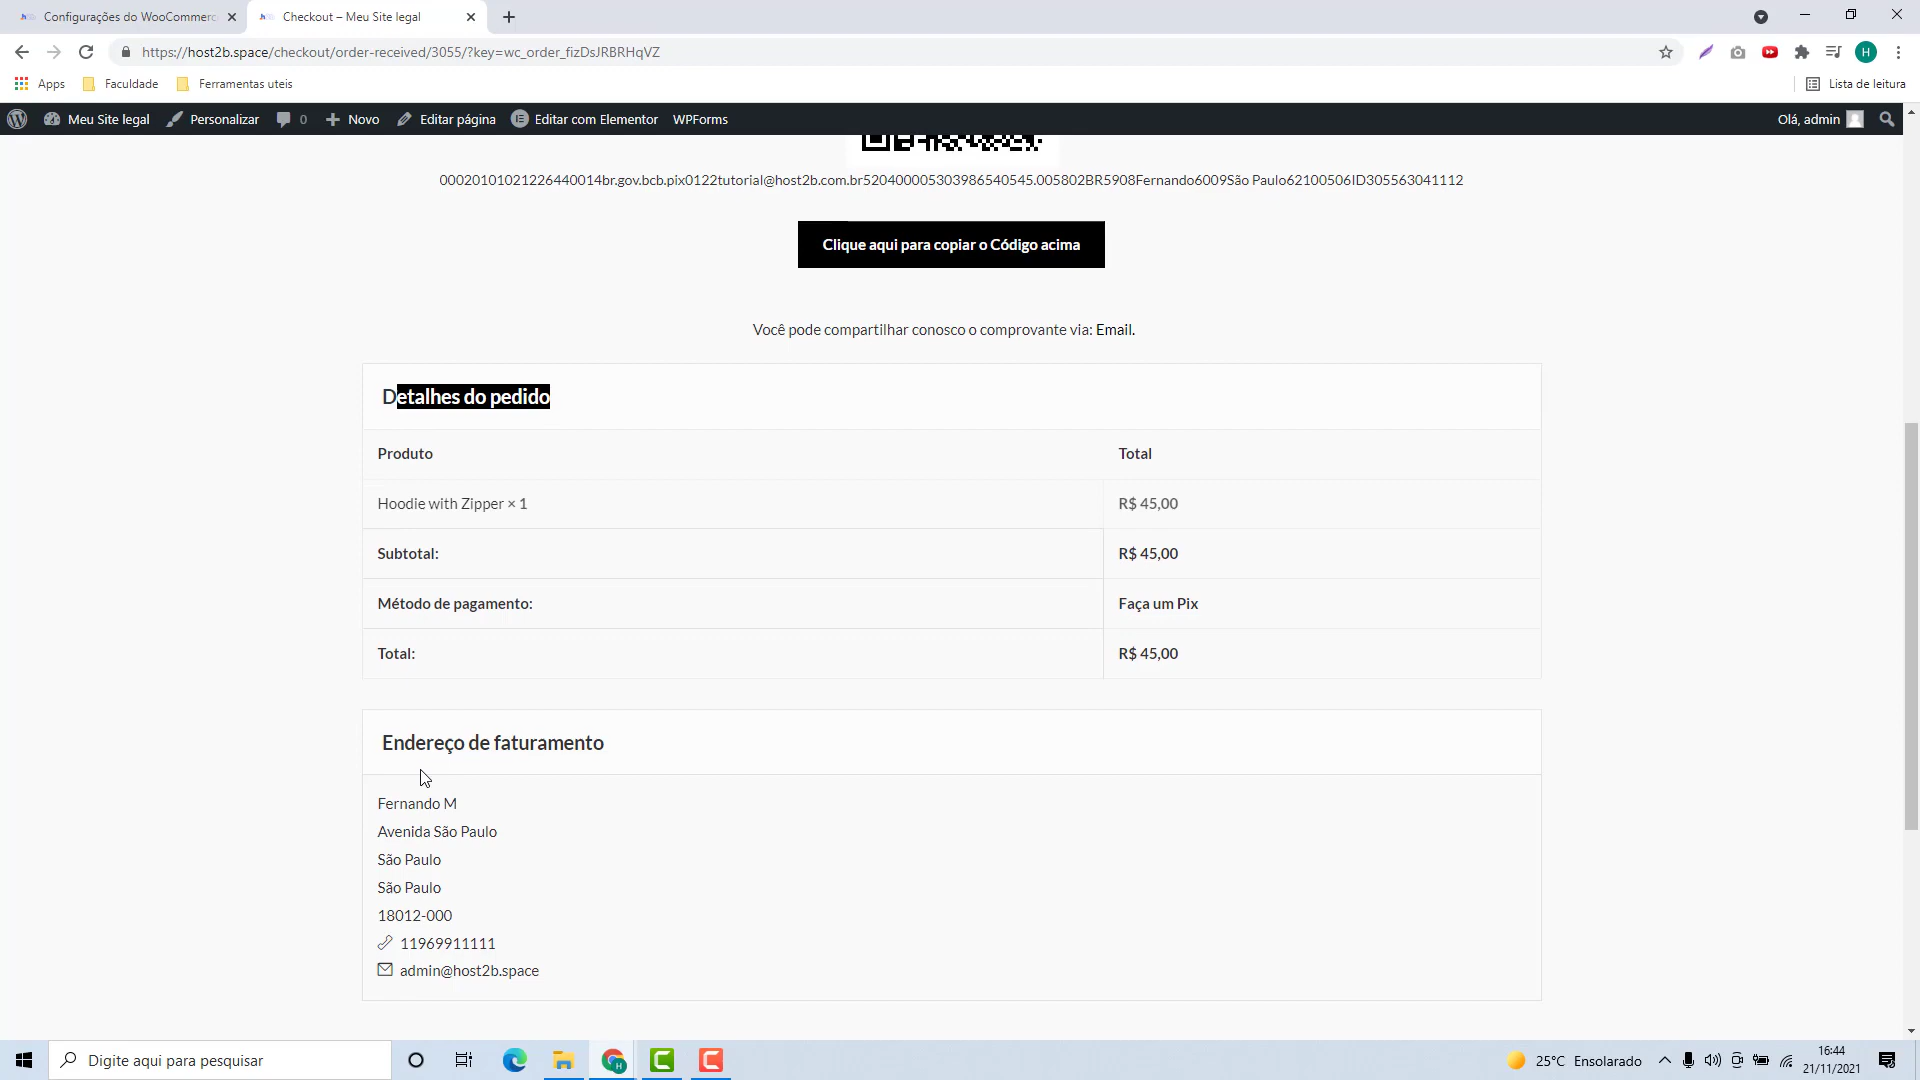 Configurações do WooCommerc
Checkout – Meu Site legal
https://host2b.space/checkout/order-received/3055/?key=wc_order_fizDsJRBRHqVZ
H
Apps
Faculdade
Ferramentas uteis
Lista de leitura
Meu Site legal
Personalizar
0
Novo
Editar página
Editar com Elementor
WPForms
Olá, admin
00020101021226440014br.gov.bcb.pix0122tutorial@host2b.com.br520400005303986540545.005802BR5908Fernando6009São Paulo62100506ID305563041112
Clique aqui para copiar o Código acima
Você pode compartilhar conosco o comprovante via: Email.
Detalhes do pedido
Produto Total
Hoodie with Zipper × 1 R$ 45,00
Subtotal: R$ 45,00
Método de pagamento: Faça um Pix
Total: R$ 45,00
Endereço de faturamento
Fernando M
Avenida São Paulo
São Paulo
São Paulo
18012-000
11969911111
admin@host2b.space
Digite aqui para pesquisar
25°C Ensolarado
16:44
21/11/2021